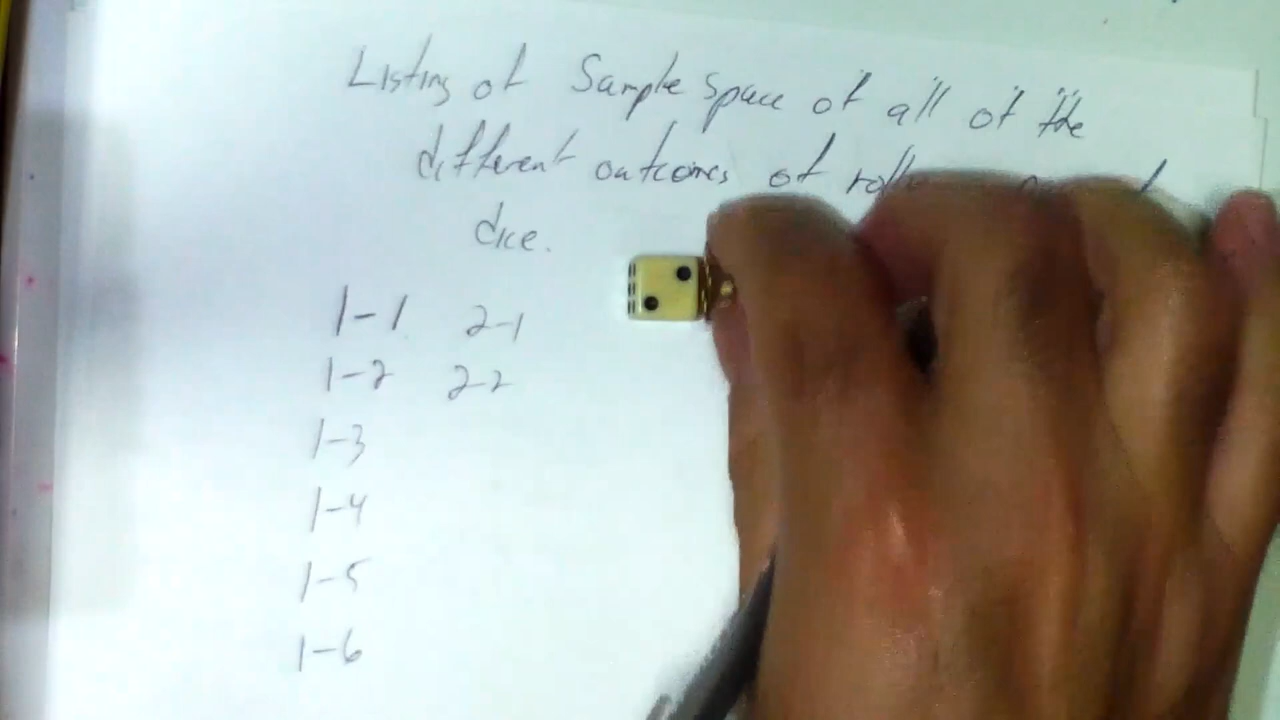 Listing of Sample Space of all of the
different outcomes of
dice.
1-1 2-1
1-2 2-2
1-3
1-4
1-5
1-6